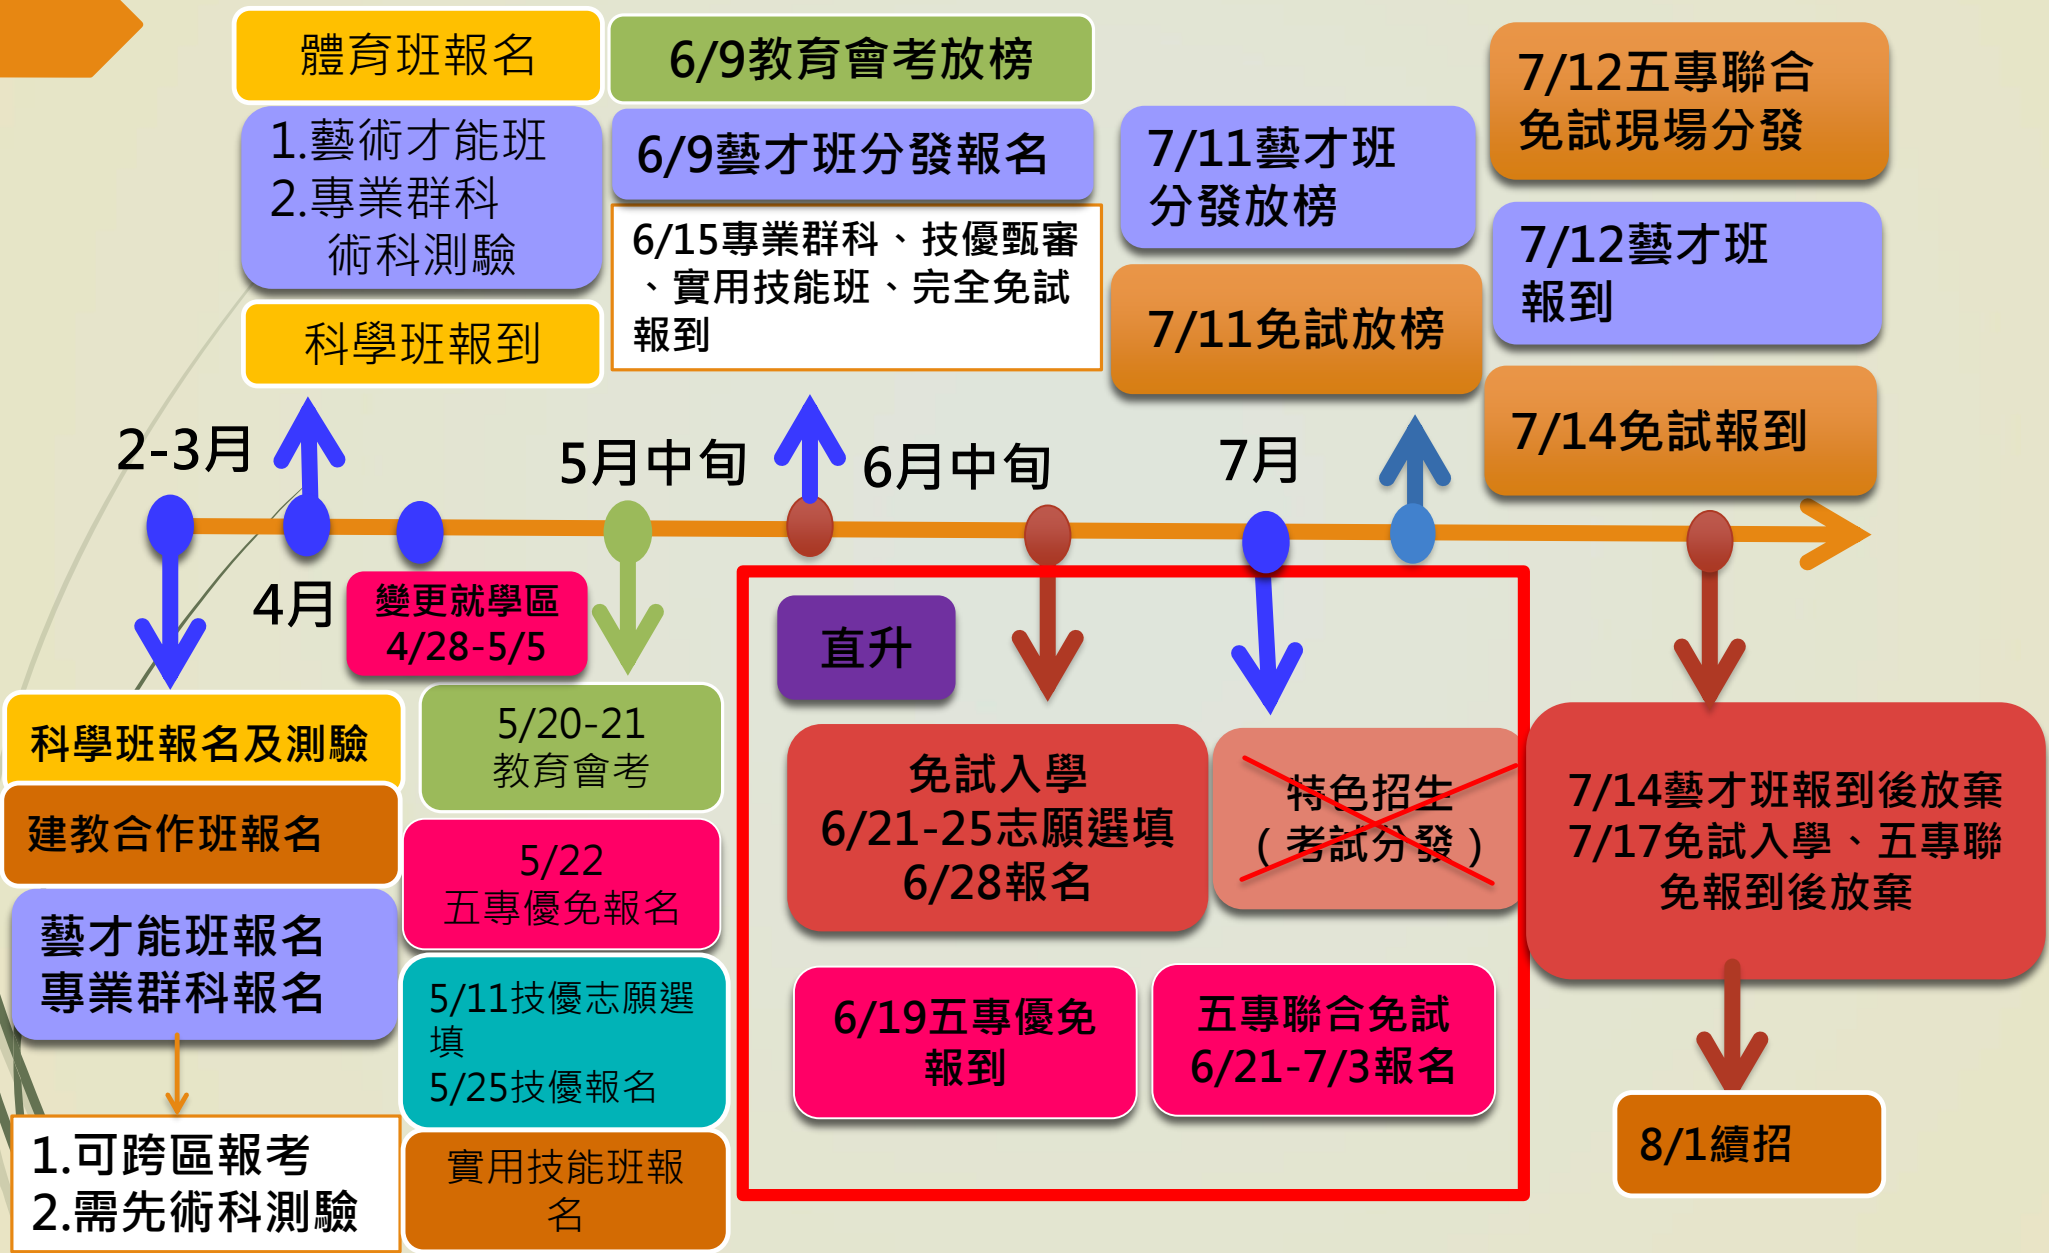 體育班報名
1.藝術才能班
2.專業群科
術科測驗
科學班報到
6/9教育會考放榜
6/9藝才班分發報名
6/15專業群科、技優甄審
、實用技能班、完全免試
報到
7/11藝才班
分發放榜
7/11免試放榜
7/12五專聯合
免試現場分發
7/12藝才班
報到
7/14免試報到
2-3月
4月
5月中旬
6月中旬
7月
變更就學區
4/28-5/5
科學班報名及測驗
建教合作班報名
藝才能班報名
專業群科報名
1.可跨區報考
2.需先術科測驗
5/20-21
教育會考
5/22
五專優免報名
5/11技優志願選
填
5/25技優報名
實用技能班報
名
直升
免試入學
6/21-25志願選填
6/28報名
特色招生
(考試分發)
6/19五專優免
報到
五專聯合免試
6/21-7/3報名
7/14藝才班報到後放棄
7/17免試入學、五專聯
免報到後放棄
8/1續招